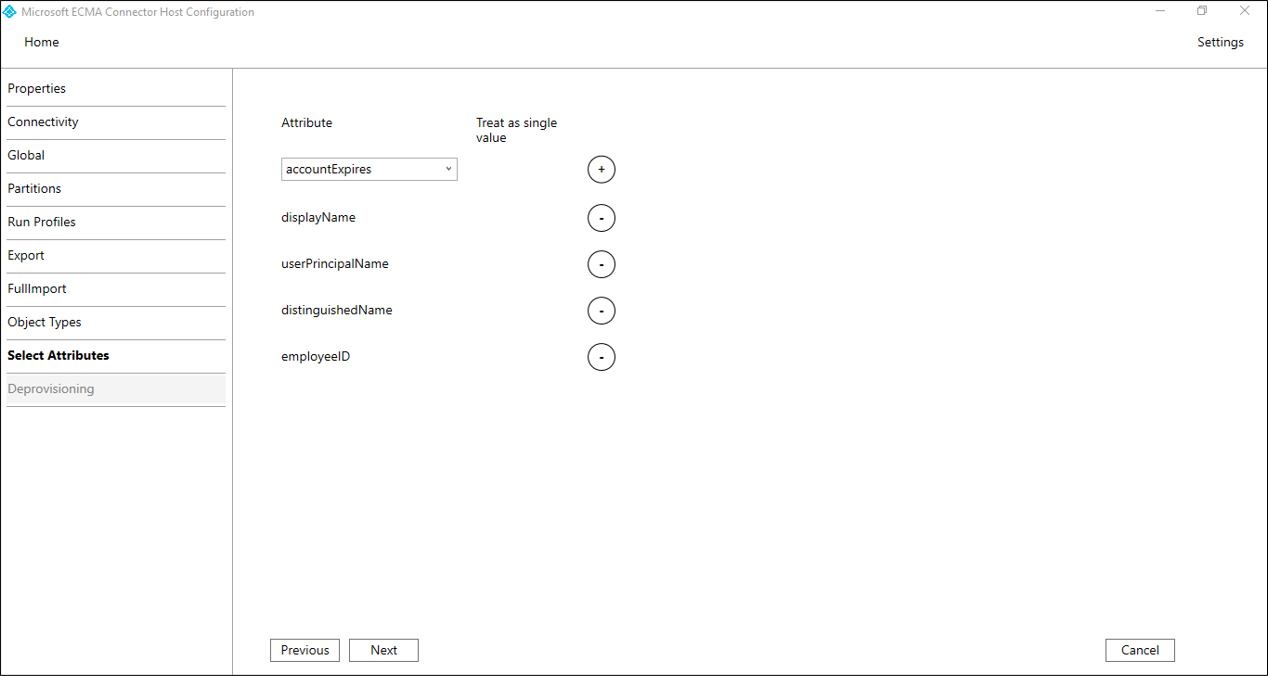 Microsoft ECMA Connector Host Configuration
Home
Settings
Properties
Connectivity
Global
Partitions
Run Profiles
Export
FullImport
Object Types
Select Attributes
Deprovisioning
Attribute
Treat as single
value
accountExpires
+
displayName
-
userPrincipalName
-
distinguishedName
-
employeeID
-
Previous
Next
Cancel